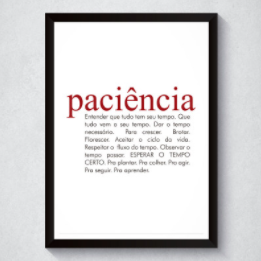 paciência
Entender que tudo tem seu tempo. Que
tudo vem a seu tempo. Dar o tempo
necessário. Para crescer. Brotar.
Florescer. Aceitar o ciclo da vida.
Respeitar o fluxo do tempo. Observar o
tempo passar. ESPERAR O TEMPO
CERTO. Pra plantar. Pra colher. Pra agir.
Pra seguir. Pra aprender.